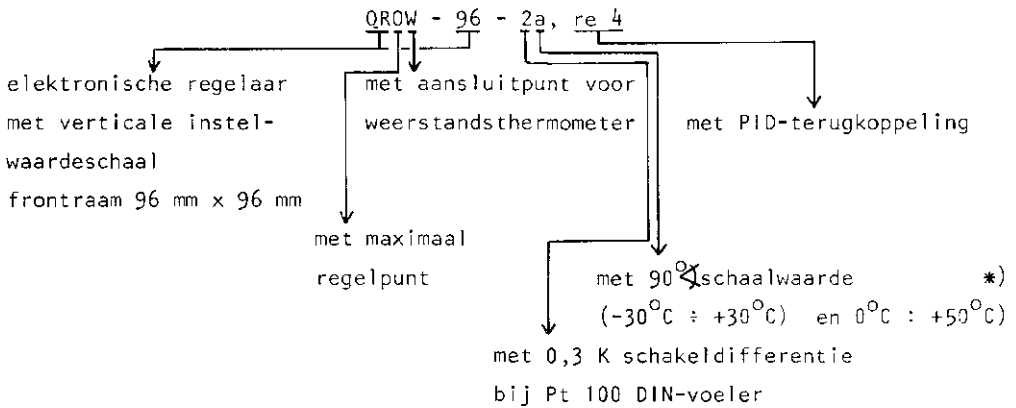 QROW - 96 - 2a, re 4
elektronische regelaar
met verticale instel-
waardeschaal
frontraam 96 mm x 96 mm
met aansluitpunt voor
weerstandsthermometer
met PID-terugkoppeling
met maximaal
regelpunt
met 90°∢schaalwaarde *)
(-30°C ÷ +30°C) en 0°C : +50°C)
met 0,3 K schakeldifferentie
bij Pt 100 DIN-voeler